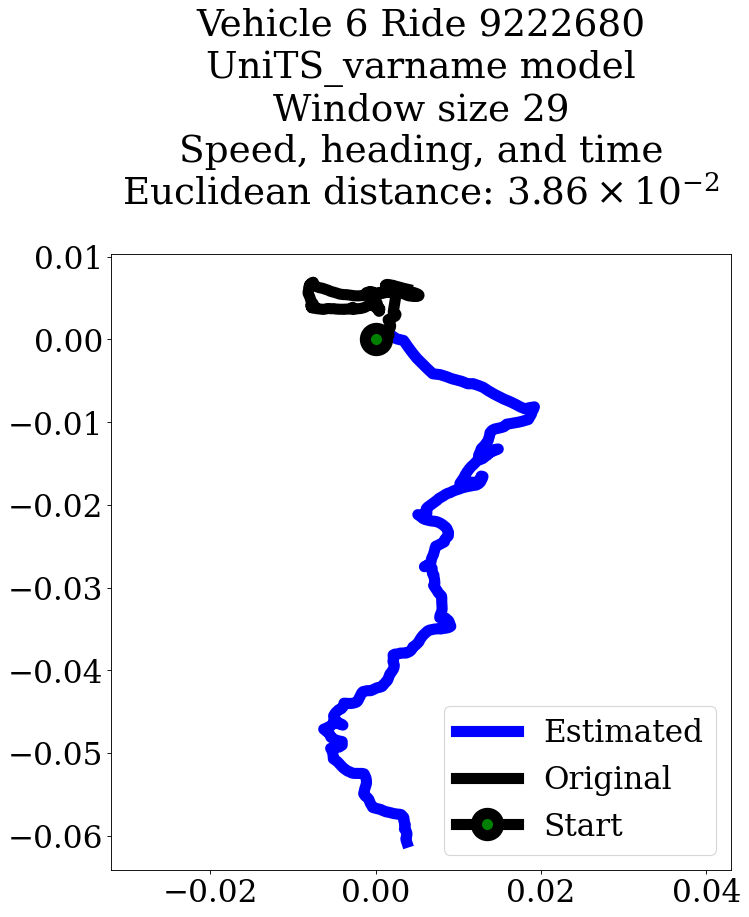 Vehicle 6 Ride 9222680
UniTS_varname model
Window size 29
Speed, heading, and time
Euclidean distance: 3.86 × 10⁻²
0.01
0.00
−0.01
−0.02
−0.03
−0.04
−0.05
−0.06
Estimated
Original
Start
−0.02 0.00 0.02 0.04